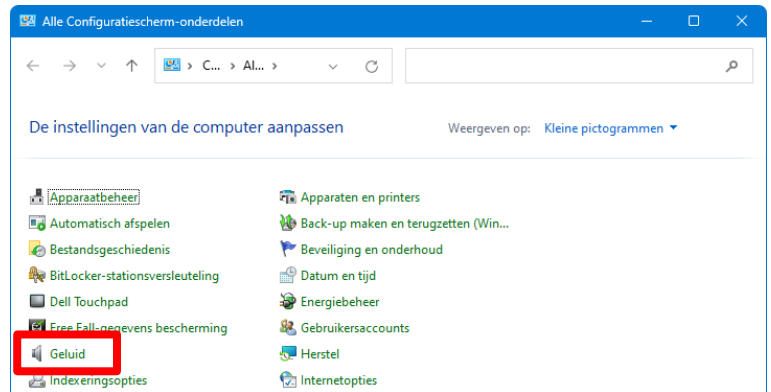 Alle Configuratiescherm-onderdelen
C... › Al... ›
De instellingen van de computer aanpassen
Weergeven op: Kleine pictogrammen
Apparaatbeheer
Apparaten en printers
Automatisch afspelen
Back-up maken en terugzetten (Win...
Bestandsgeschiedenis
Beveiliging en onderhoud
BitLocker-stationsversleuteling
Datum en tijd
Dell Touchpad
Energiebeheer
Free Fall-gegevens bescherming
Gebruikersaccounts
Geluid
Herstel
Indexeringsopties
Internetopties